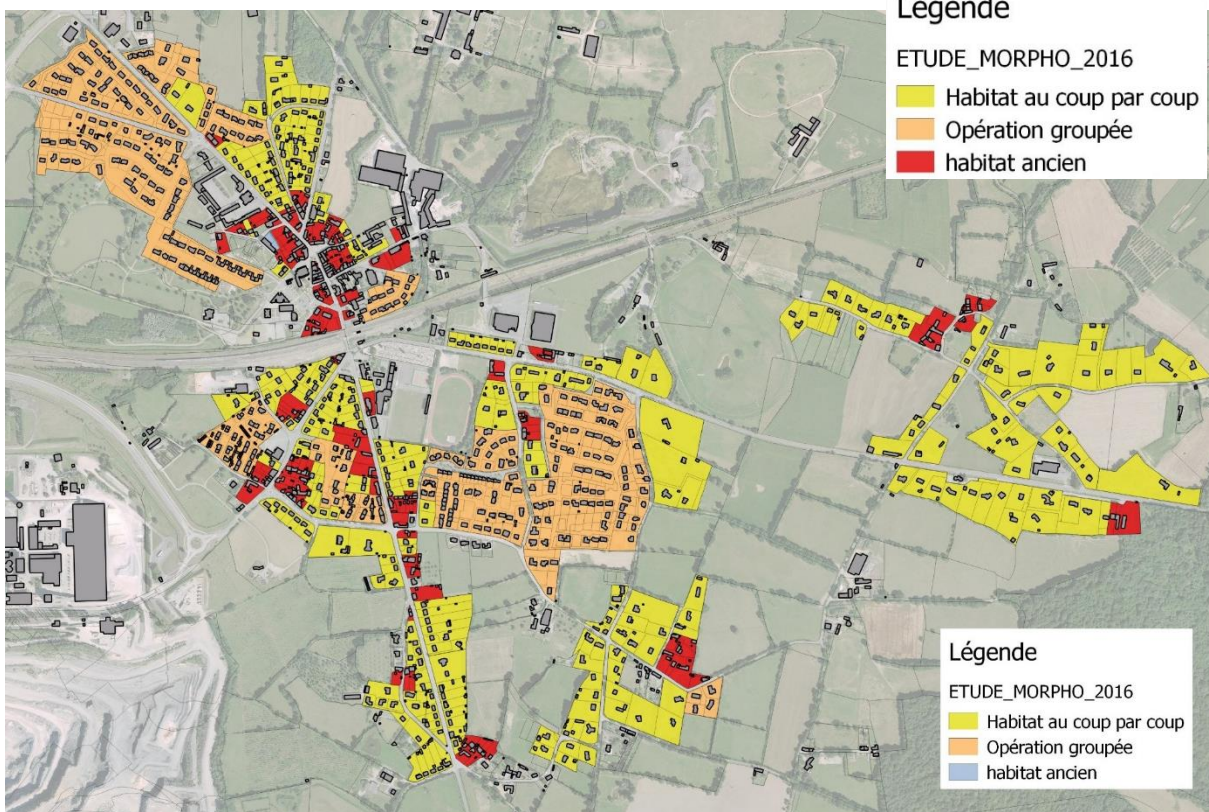 Légende
ETUDE_MORPHO_2016
Habitat au coup par coup
Opération groupée
habitat ancien
Légende
ETUDE_MORPHO_2016
Habitat au coup par coup
Opération groupée
habitat ancien